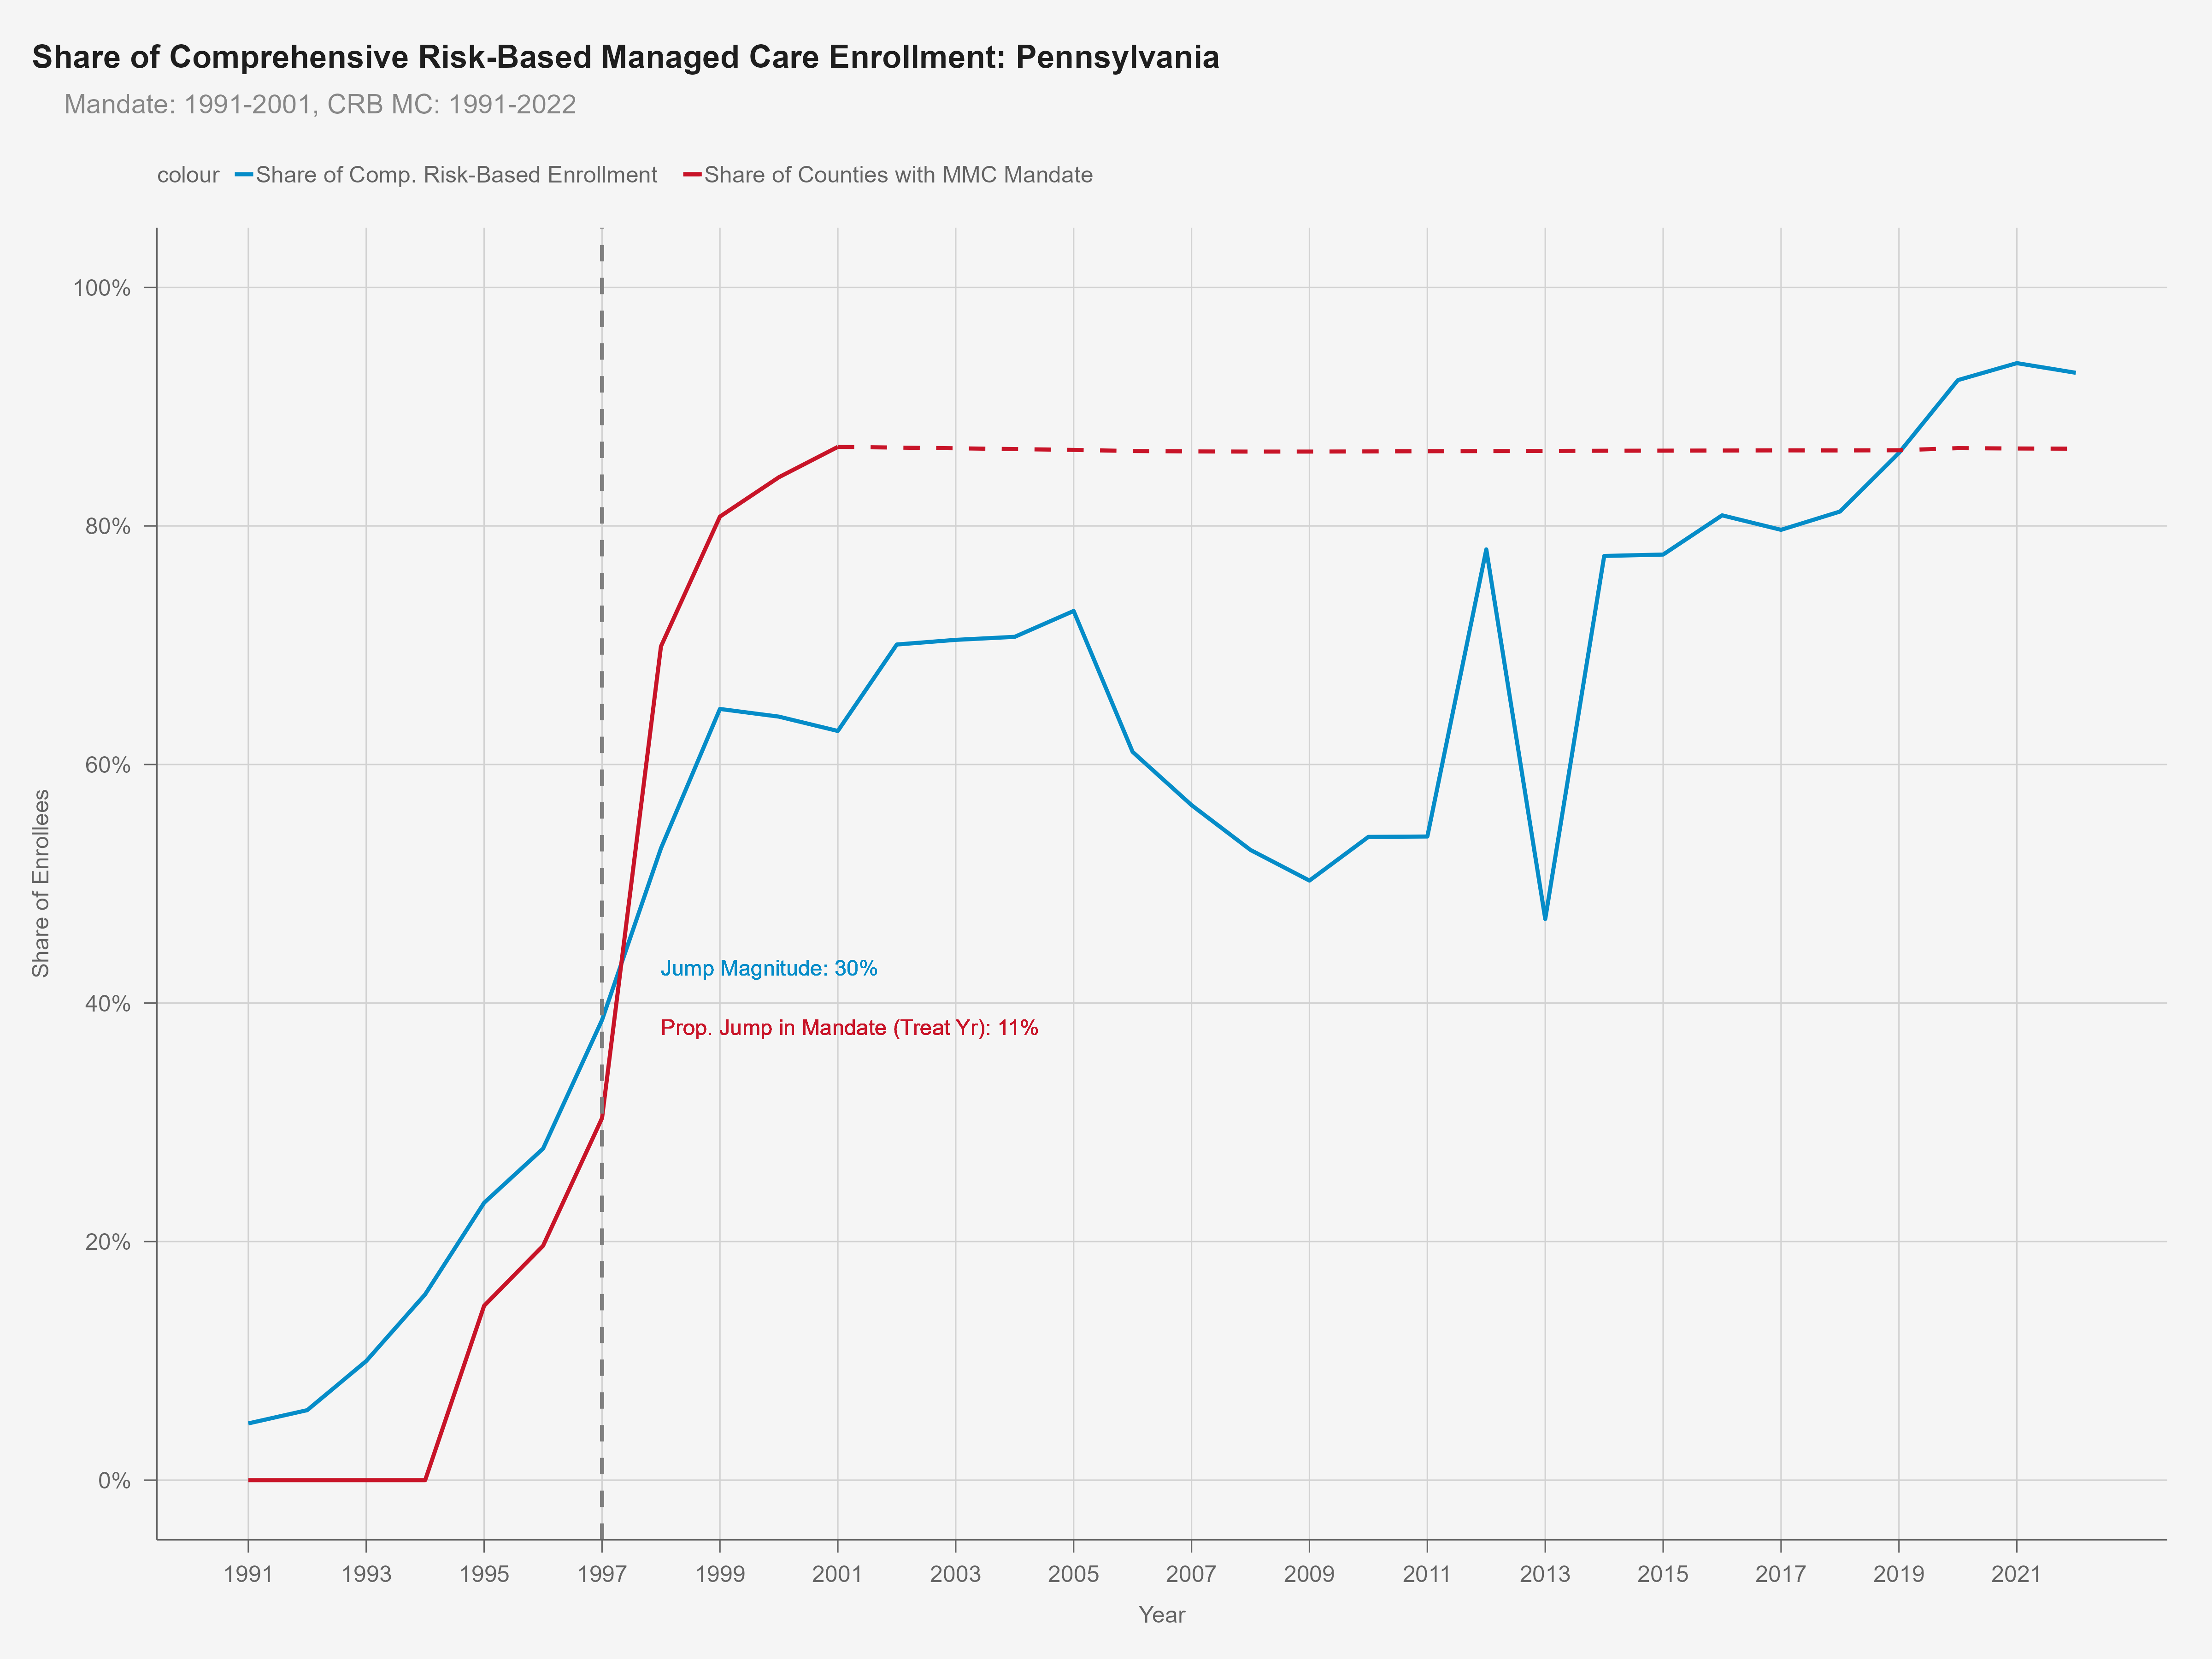 Share of Comprehensive Risk-Based Managed Care Enrollment: Pennsylvania
Mandate: 1991-2001, CRB MC: 1991-2022
colour Share of Comp. Risk-Based Enrollment Share of Counties with MMC Mandate
100%
80%
60%
40%
20%
0%
Share of Enrollees
Jump Magnitude: 30%
Prop. Jump in Mandate (Treat Yr): 11%
1991 1993 1995 1997 1999 2001 2003 2005 2007 2009 2011 2013 2015 2017 2019 2021
Year